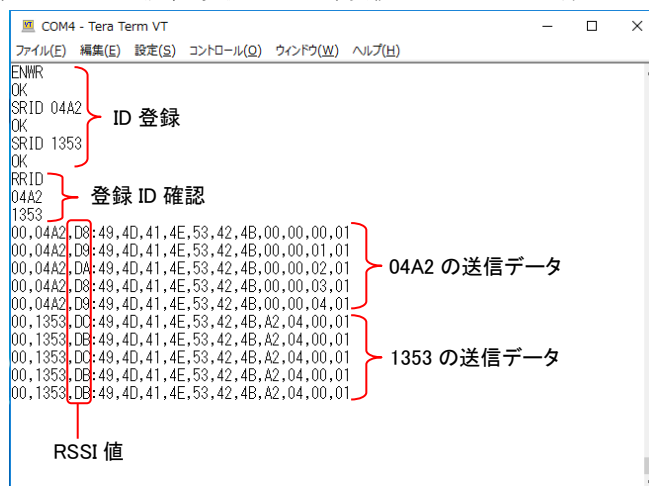 COM4 - Tera Term VT
ファイル(F) 編集(E) 設定(S) コントロール(O) ウィンドウ(W) ヘルプ(H)
ENWR
OK
SRID 04A2
OK
SRID 1353
OK
ID 登録
RRID
04A2
1353
登録 ID 確認
00,04A2,D8:49,4D,41,4E,53,42,4B,00,00,00,01
00,04A2,D9:49,4D,41,4E,53,42,4B,00,00,01,01
00,04A2,DA:49,4D,41,4E,53,42,4B,00,00,02,01
00,04A2,D8:49,4D,41,4E,53,42,4B,00,00,03,01
00,04A2,D9:49,4D,41,4E,53,42,4B,00,00,04,01
04A2 の送信データ
00,1353,DC:49,4D,41,4E,53,42,4B,A2,04,00,01
00,1353,DB:49,4D,41,4E,53,42,4B,A2,04,00,01
00,1353,DC:49,4D,41,4E,53,42,4B,A2,04,00,01
00,1353,DB:49,4D,41,4E,53,42,4B,A2,04,00,01
00,1353,DB:49,4D,41,4E,53,42,4B,A2,04,00,01
1353 の送信データ
RSSI 値